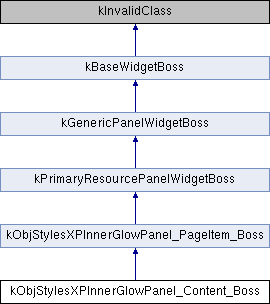 kInvalidClass
kBaseWidgetBoss
kGenericPanelWidgetBoss
kPrimaryResourcePanelWidgetBoss
kObjStylesXPInnerGlowPanel_PageItem_Boss
kObjStylesXPInnerGlowPanel_Content_Boss